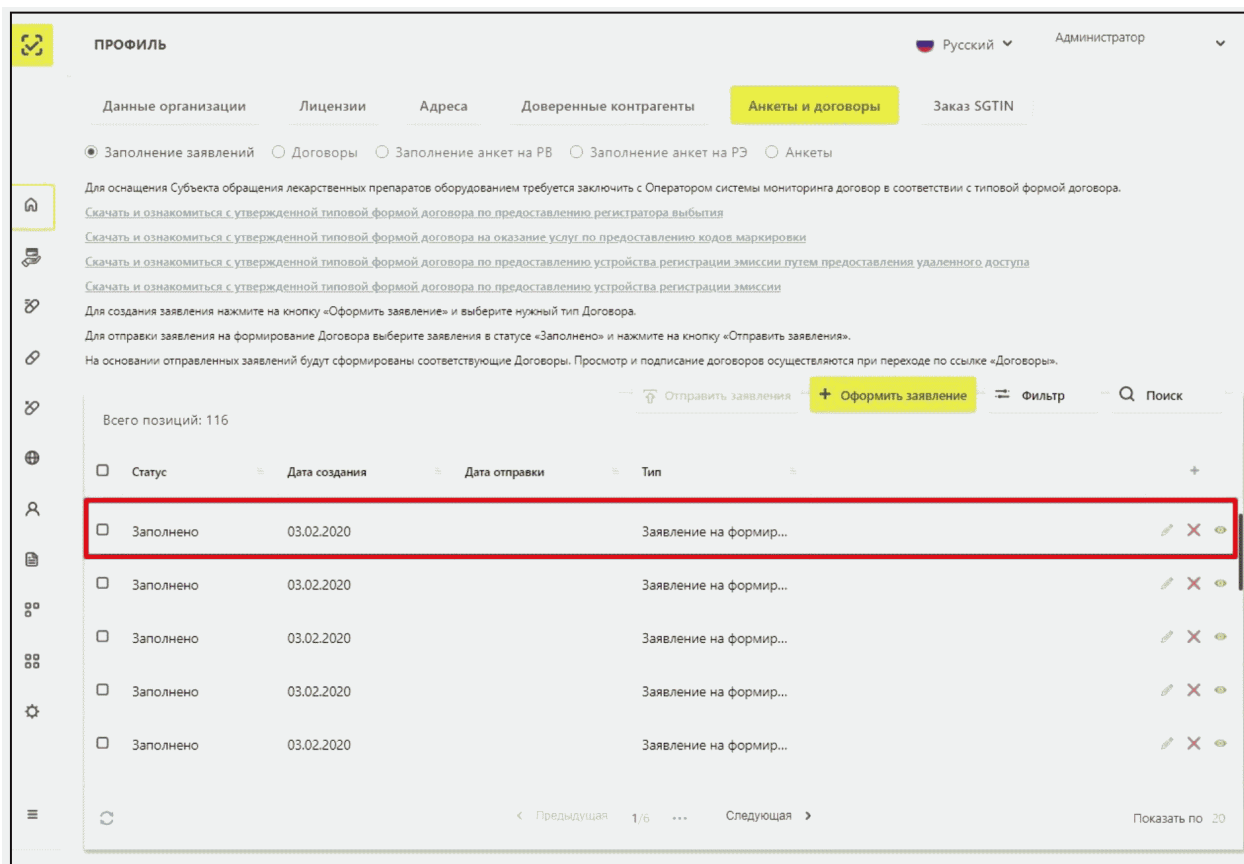 ПРОФИЛЬ
Русский
Администратор
Данные организации Лицензии Адреса Доверенные контрагенты Анкеты и договоры Заказ SGTIN
Заполнение заявлений Договоры Заполнение анкет на РВ Заполнение анкет на РЭ Анкеты
Для оснащения Субъекта обращения лекарственных препаратов оборудованием требуется заключить с Оператором системы мониторинга договор в соответствии с типовой формой договора.
Скачать и ознакомиться с утвержденной типовой формой договора по предоставлению регистратора выбытия
Скачать и ознакомиться с утвержденной типовой формой договора на оказание услуг по предоставлению кодов маркировки
Скачать и ознакомиться с утвержденной типовой формой договора по предоставлению устройства регистрации эмиссии путем предоставления удаленного доступа
Скачать и ознакомиться с утвержденной типовой формой договора по предоставлению устройства регистрации эмиссии
Для создания заявления нажмите на кнопку «Оформить заявление» и выберите нужный тип Договора.
Для отправки заявления на формирование Договора выберите заявления в статусе «Заполнено» и нажмите на кнопку «Отправить заявления».
На основании отправленных заявлений будут сформированы соответствующие Договоры. Просмотр и подписание договоров осуществляются при переходе по ссылке «Договоры».
Отправить заявления + Оформить заявление Фильтр Поиск
Всего позиций: 116
Статус Дата создания Дата отправки Тип +
Заполнено 03.02.2020 Заявление на формир...
Заполнено 03.02.2020 Заявление на формир...
Заполнено 03.02.2020 Заявление на формир...
Заполнено 03.02.2020 Заявление на формир...
Заполнено 03.02.2020 Заявление на формир...
< Предыдущая 1/6 ... Следующая >
Показать по 20